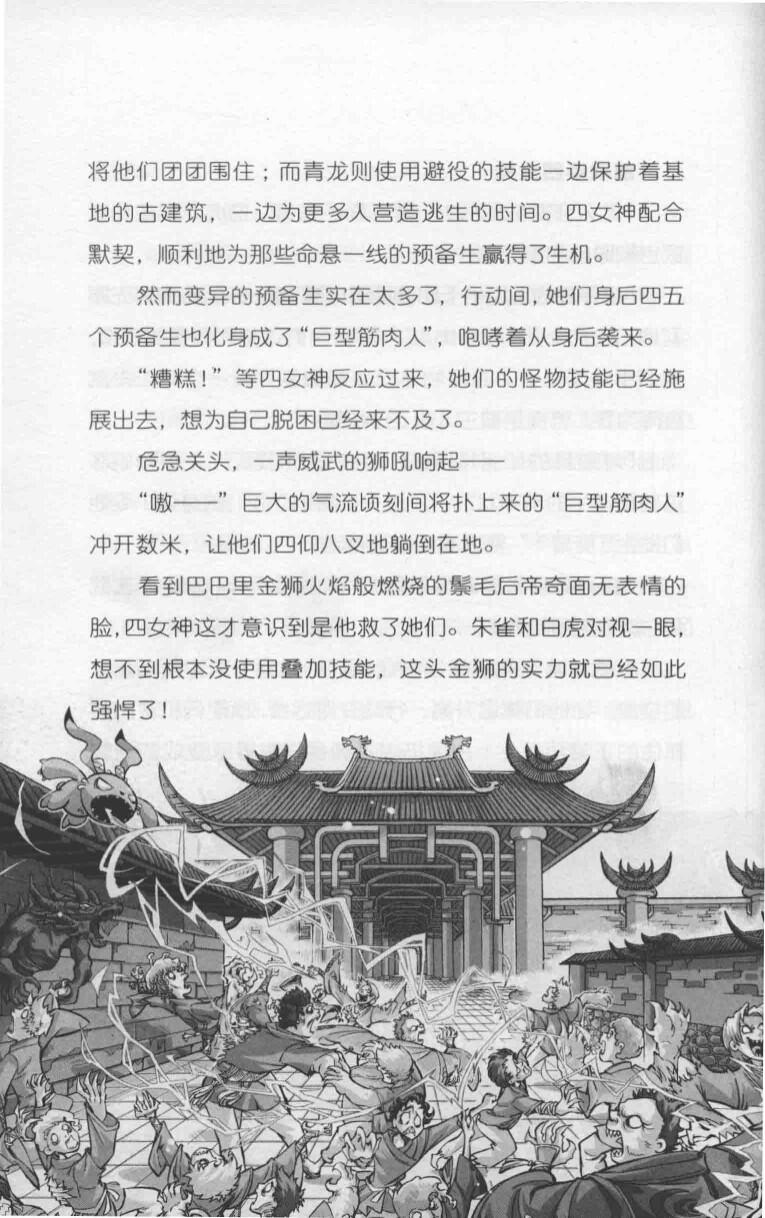 将他们团团围住；而青龙则使用避役的技能一边保护着基
地的古建筑，一边为更多人营造逃生的时间。四女神配合
默契，顺利地为那些命悬一线的预备生赢得了生机。
然而变异的预备生实在太多了，行动间，她们身后四五
个预备生也化身成了“巨型筋肉人”，咆哮着从身后袭来。
“糟糕！”等四女神反应过来，她们的怪物技能已经施
展出去，想为自己脱困已经来不及了。
危急关头，一声威武的狮吼响起——
“嗷——”巨大的气流顷刻间将扑上来的“巨型筋肉人”
冲开数米，让他们四仰八叉地躺倒在地。
看到巴巴里金狮火焰般燃烧的鬃毛后帝奇面无表情的
脸，四女神这才意识到是他救了她们。朱雀和白虎对视一眼，
想不到根本没使用叠加技能，这头金狮的实力就已经如此
强悍了！